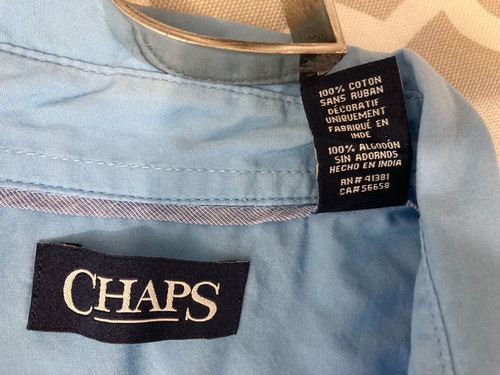 100% COTON
SANS RUBAN
DÉCORATIF
UNIQUEMENT
FABRIQUÉ EN
INDE
100% ALGODÓN
SIN ADORNOS
HECHO EN INDIA
RN# 41381
CA# 56658
CHAPS